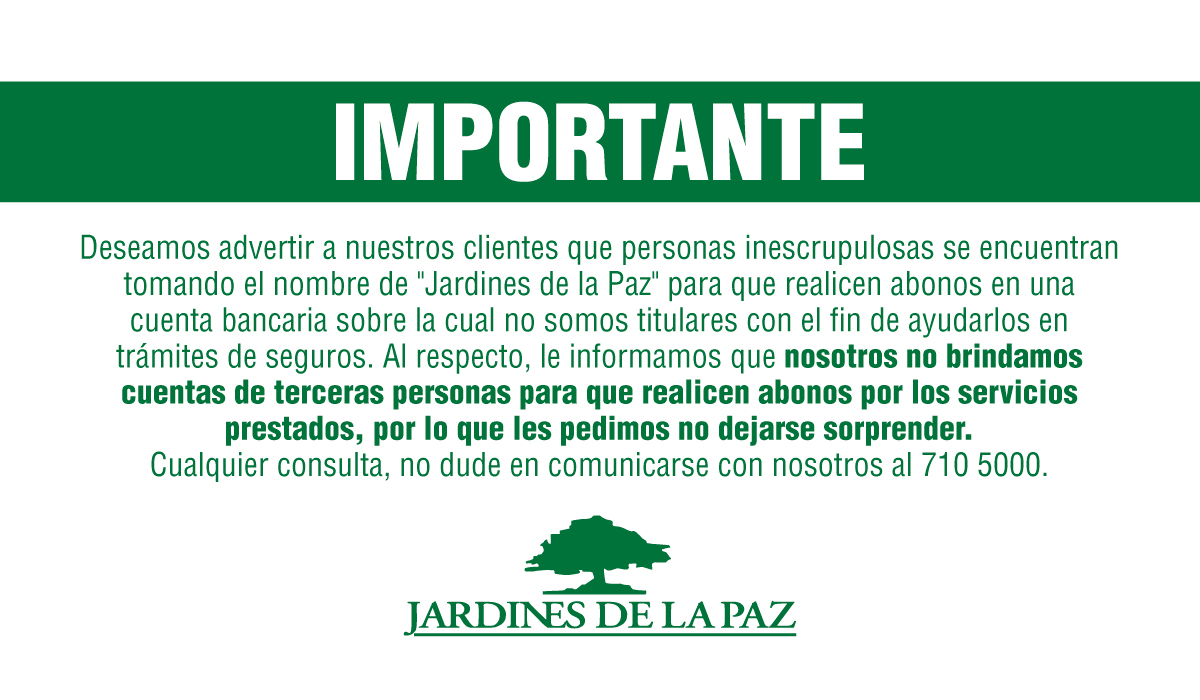 IMPORTANTE
Deseamos advertir a nuestros clientes que personas inescrupulosas se encuentran
tomando el nombre de "Jardines de la Paz" para que realicen abonos en una
cuenta bancaria sobre la cual no somos titulares con el fin de ayudarlos en
trámites de seguros. Al respecto, le informamos que nosotros no brindamos
cuentas de terceras personas para que realicen abonos por los servicios
prestados, por lo que les pedimos no dejarse sorprender.
Cualquier consulta, no dude en comunicarse con nosotros al 710 5000.
JARDINES DE LA PAZ